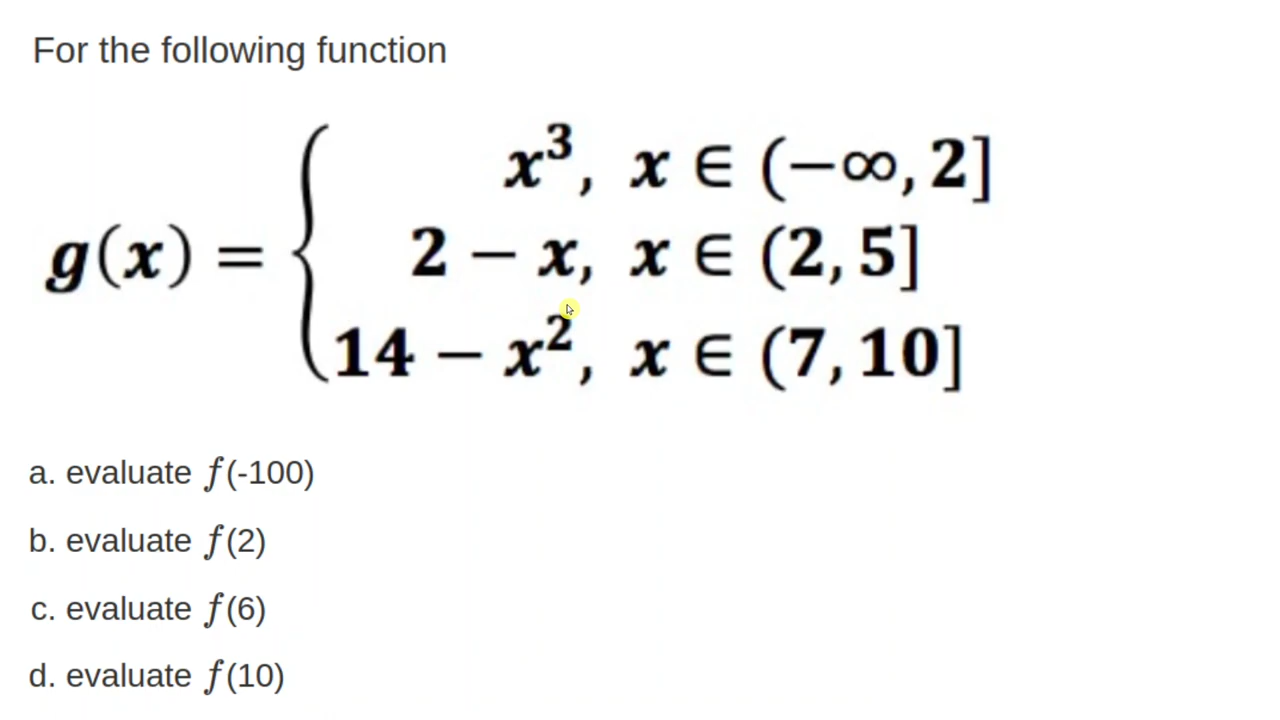 For the following function
g(x) = { x³, x ∈ (−∞, 2]
2 − x, x ∈ (2, 5]
14 − x², x ∈ (7, 10]
a. evaluate f(-100)
b. evaluate f(2)
c. evaluate f(6)
d. evaluate f(10)